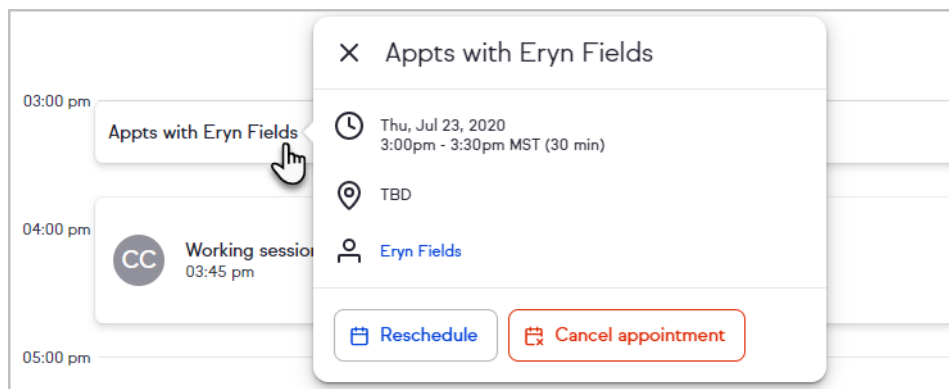 Appts with Eryn Fields
03:00 pm
Appts with Eryn Fields
Thu, Jul 23, 2020
3:00pm - 3:30pm MST (30 min)
TBD
04:00 pm
CC
Working session
03:45 pm
Eryn Fields
Reschedule
Cancel appointment
05:00 pm